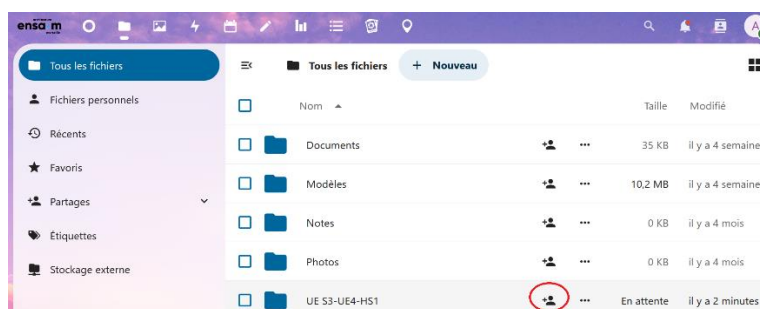 ensa m
A
Tous les fichiers
Tous les fichiers + Nouveau
Fichiers personnels
Nom Taille Modifié
Récents
Documents 35 KB il y a 4 semaine
Favoris
Modèles 10,2 MB il y a 4 semaine
Partages
Notes 0 KB il y a 4 mois
Étiquettes
Photos 0 KB il y a 4 mois
Stockage externe
UE S3-UE4-HS1 En attente il y a 2 minutes